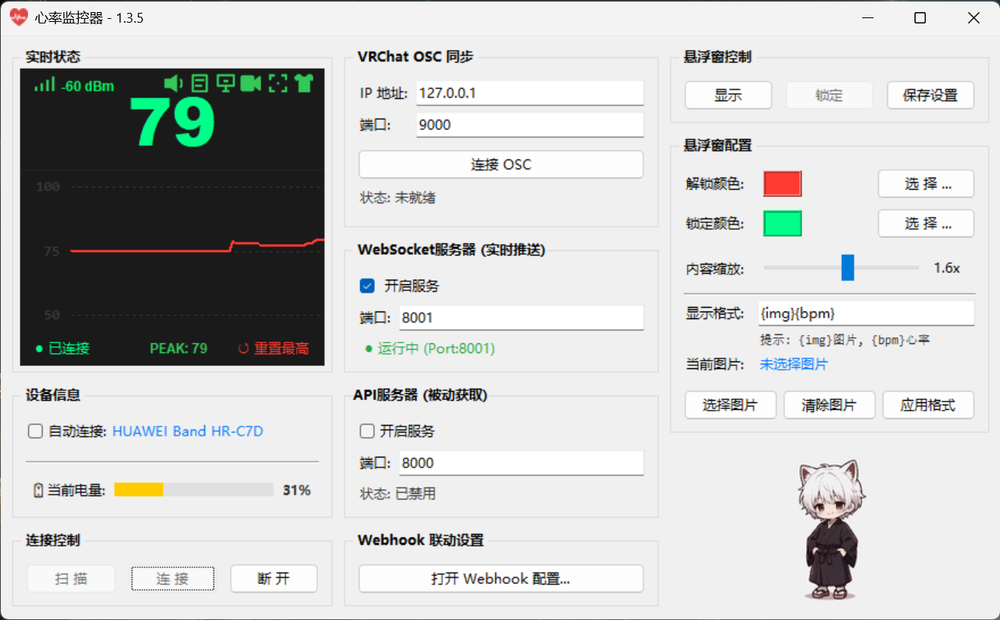 心率监控器 - 1.3.5
实时状态
-60 dBm
79
100
75
50
已连接
PEAK: 79
重置最高
设备信息
自动连接: HUAWEI Band HR-C7D
当前电量:
31%
连接控制
扫 描
连 接
断 开
VRChat OSC 同步
IP 地址:
127.0.0.1
端口:
9000
连接 OSC
状态: 未就绪
WebSocket服务器 (实时推送)
开启服务
端口:
8001
● 运行中 (Port:8001)
API服务器 (被动获取)
开启服务
端口:
8000
状态: 已禁用
Webhook 联动设置
打开 Webhook 配置...
悬浮窗控制
显示
锁定
保存设置
悬浮窗配置
解锁颜色:
选 择 ...
锁定颜色:
选 择 ...
内容缩放:
1.6x
显示格式:
{img}{bpm}
提示: {img}图片, {bpm}心率
当前图片:
未选择图片
选择图片
清除图片
应用格式